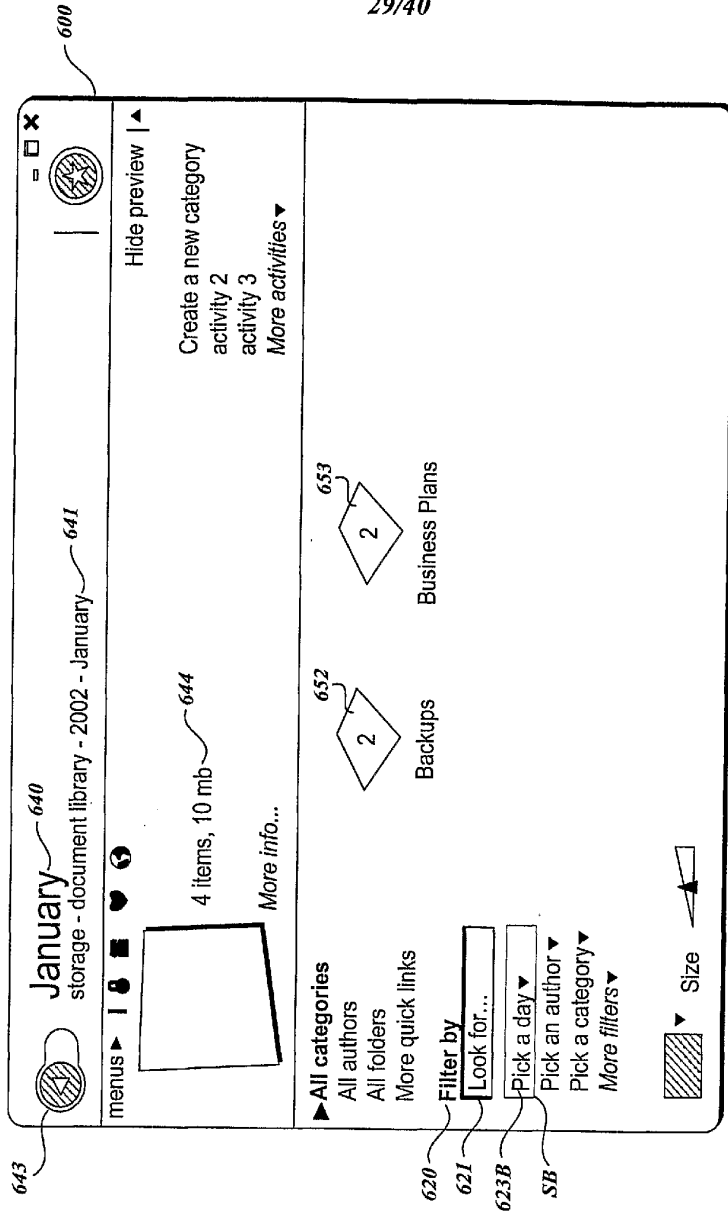 29/40
600
643
January 640
storage - document library - 2002 - January 641
menus
Hide preview
4 items, 10 mb 644
More info...
Create a new category
activity 2
activity 3
More activities
All categories
All authors
All folders
More quick links
652
2
Backups
653
2
Business Plans
620
Filter by
621
Look for...
623B
Pick a day
SB
Pick an author
Pick a category
More filters
Size